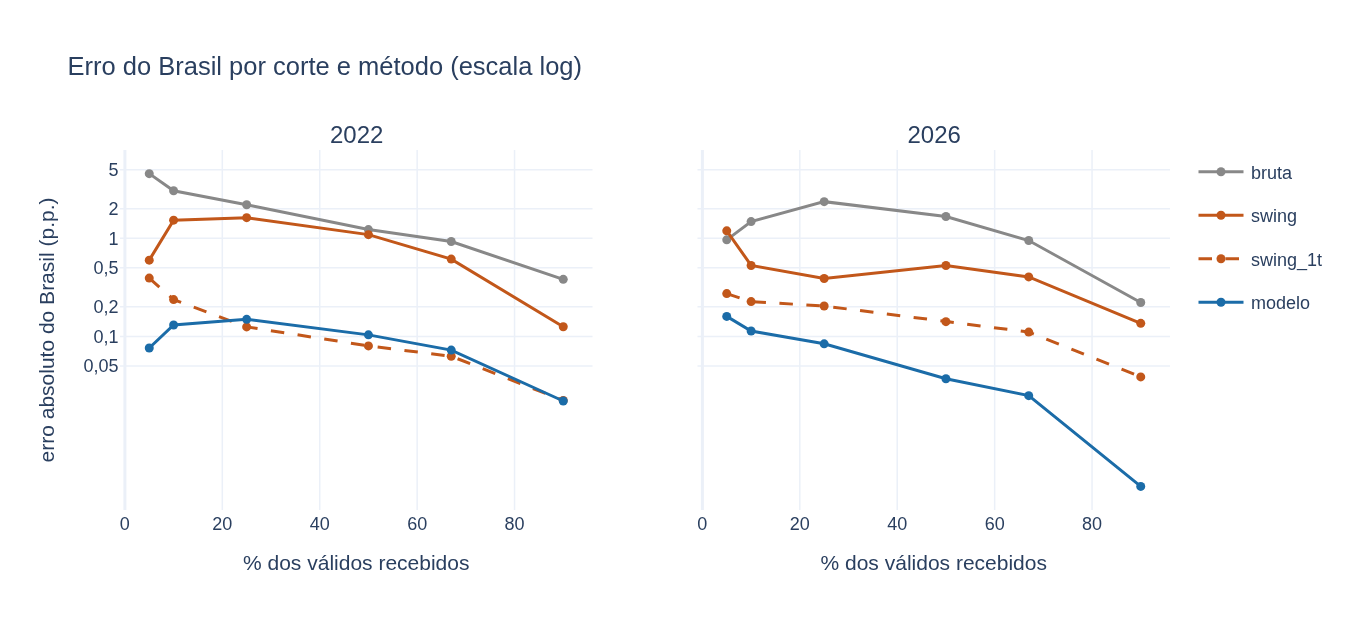 Erro do Brasil por corte e método (escala log)
2022
2026
erro absoluto do Brasil (p.p.)
5
2
1
0,5
0,2
0,1
0,05
0 20 40 60 80
0 20 40 60 80
% dos válidos recebidos
% dos válidos recebidos
bruta
swing
swing_1t
modelo